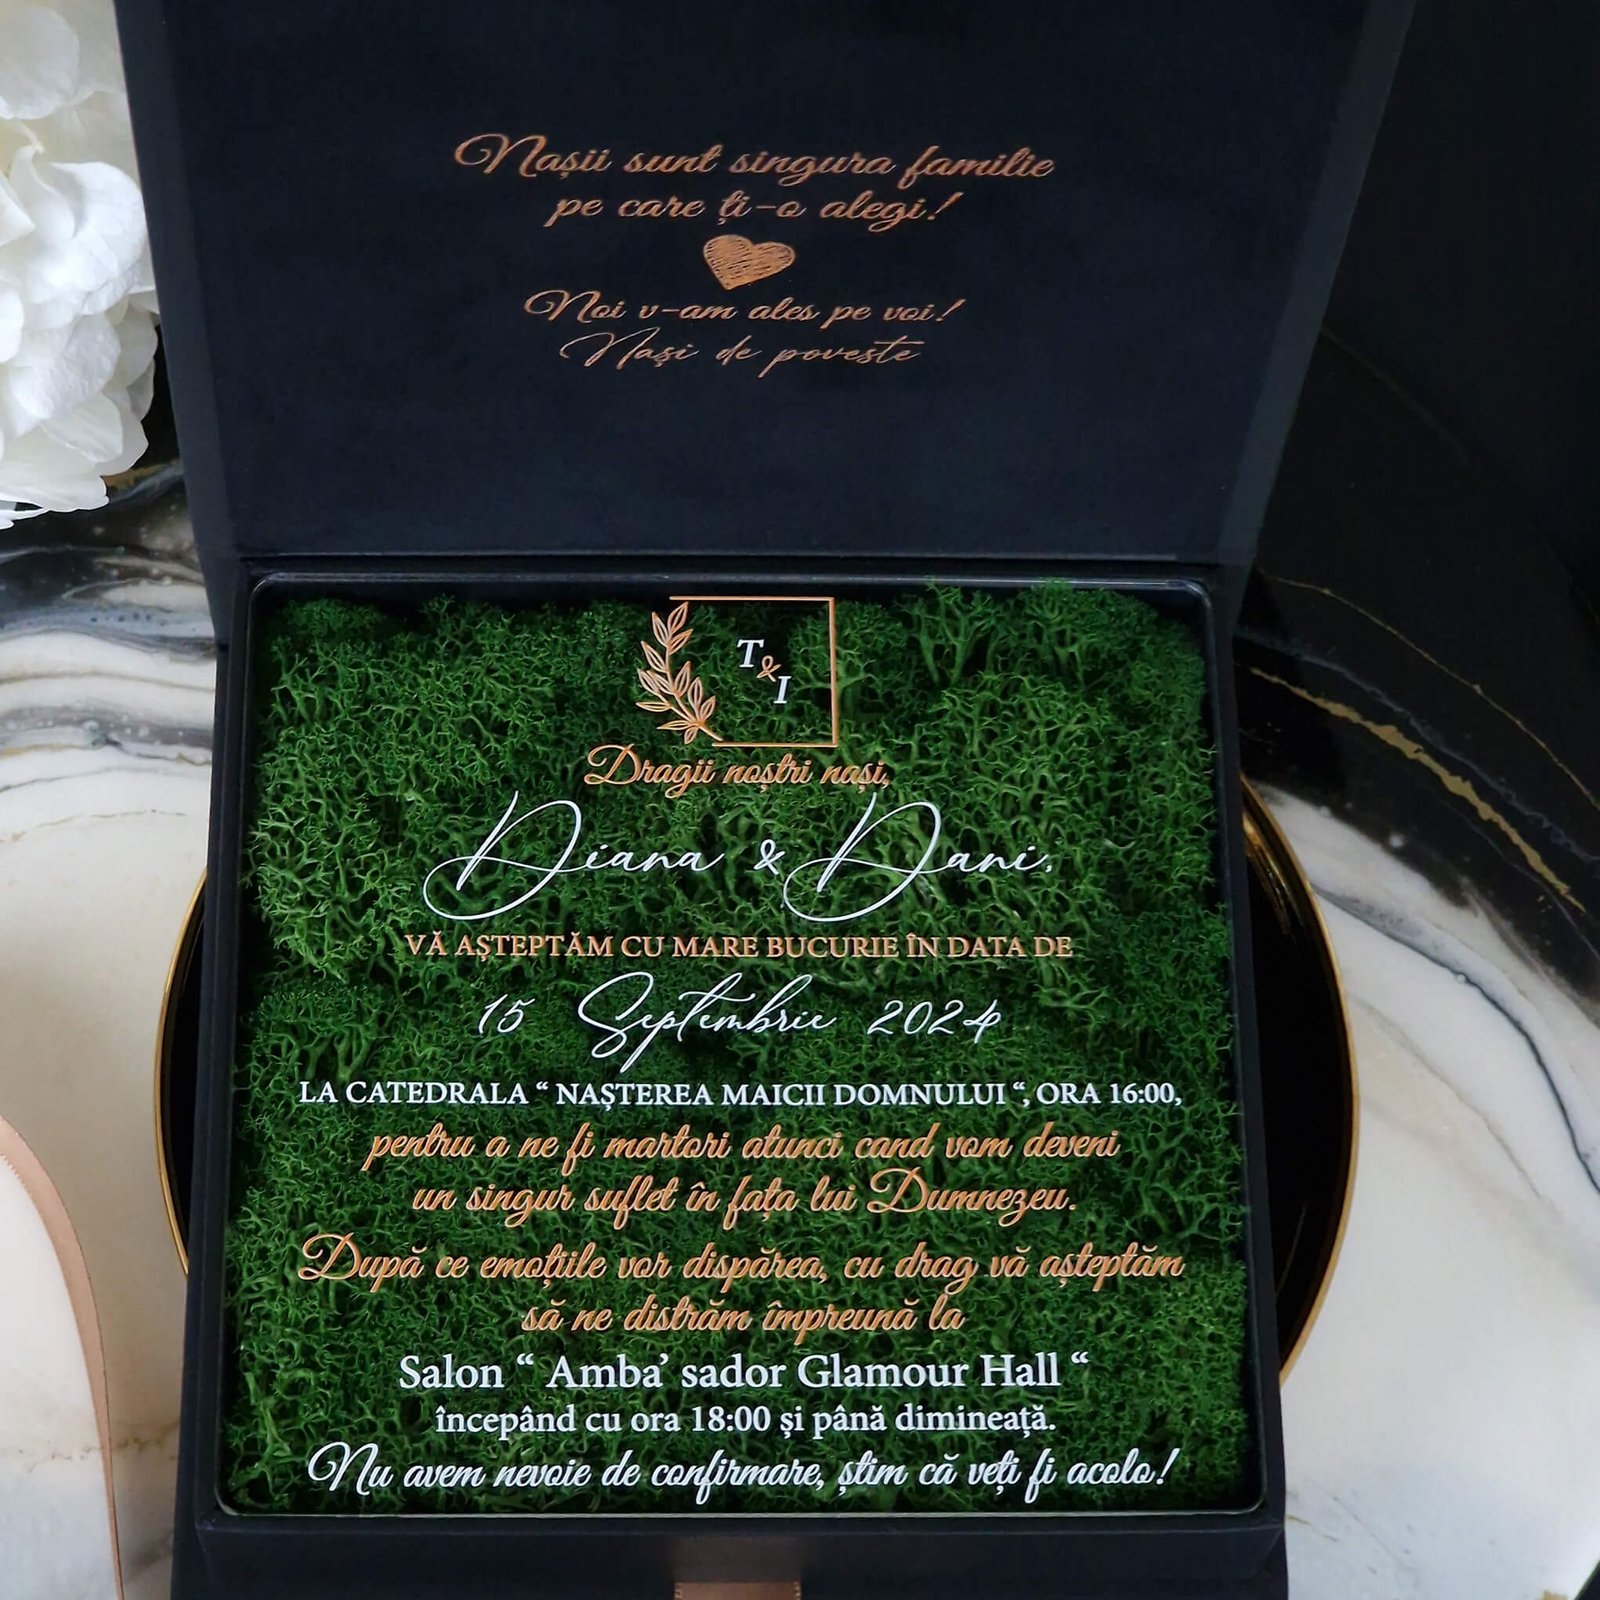 Nașii sunt singura familie
pe care ți-o alegi!
Noi v-am ales pe voi!
Nași de poveste
T
&
I
Dragii noștri nași,
Diana & Dani,
VĂ AȘTEPTĂM CU MARE BUCURIE ÎN DATA DE
15 Septembrie 2024
LA CATEDRALA “ NAȘTEREA MAICII DOMNULUI “, ORA 16:00,
pentru a ne fi martori atunci cand vom deveni
un singur suflet în fața lui Dumnezeu.
După ce emoțiile vor dispărea, cu drag vă așteptăm
să ne distrăm împreună la
Salon “ Amba’ sador Glamour Hall “
începând cu ora 18:00 și până dimineață.
Nu avem nevoie de confirmare, știm că veți fi acolo!